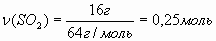 ν(SO₂) = 16г / 64г / моль = 0,25моль